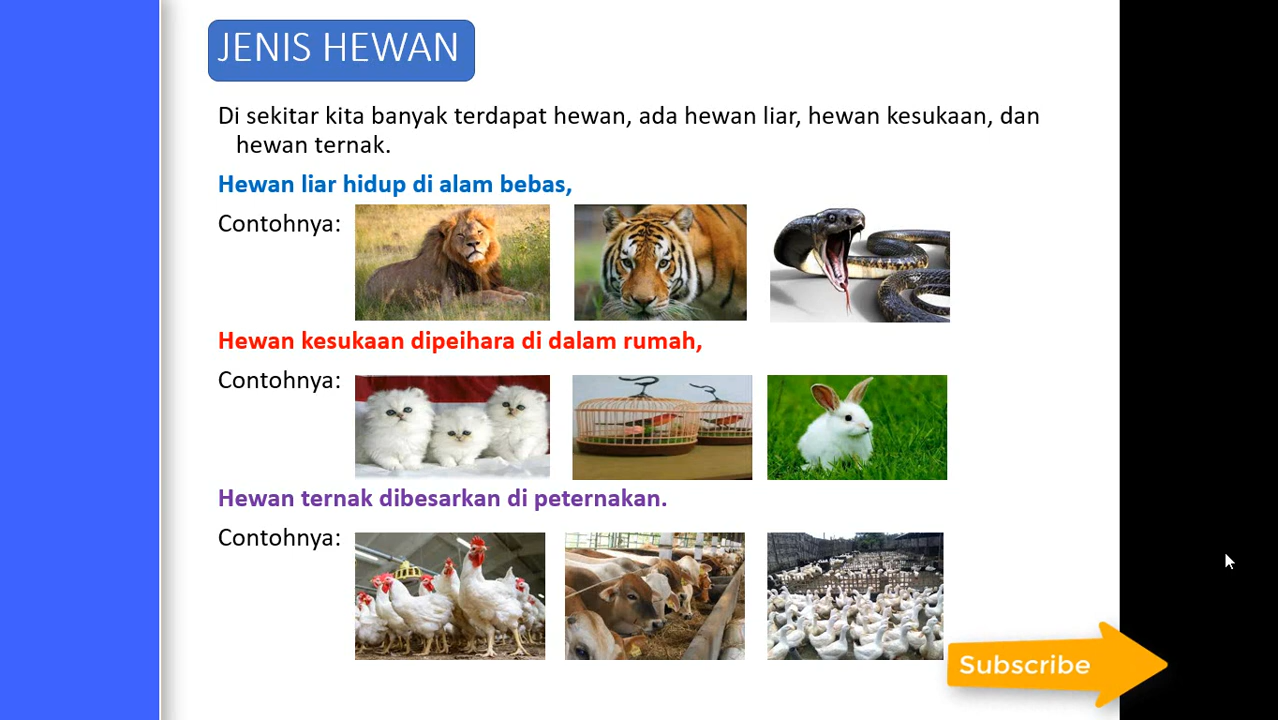 JENIS HEWAN
Di sekitar kita banyak terdapat hewan, ada hewan liar, hewan kesukaan, dan
hewan ternak.
Hewan liar hidup di alam bebas,
Contohnya:
Hewan kesukaan dipeihara di dalam rumah,
Contohnya:
Hewan ternak dibesarkan di peternakan.
Contohnya:
Subscribe